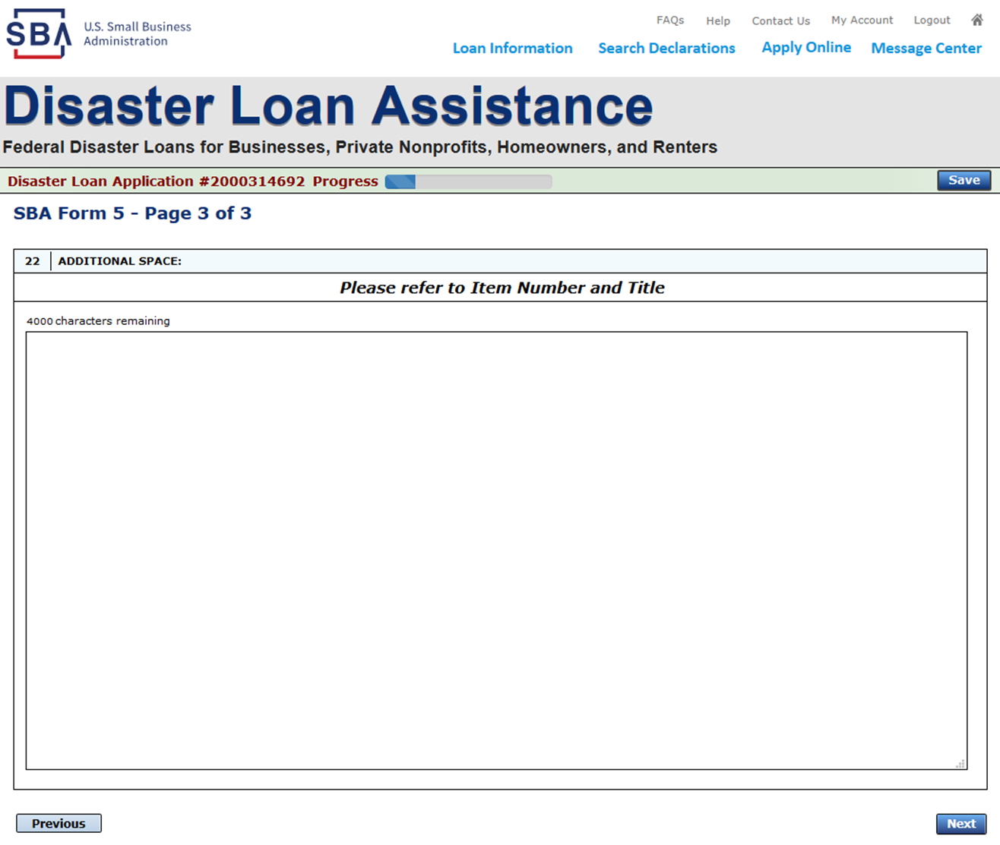 SBA
U.S. Small Business
Administration
FAQs Help Contact Us My Account Logout
Loan Information Search Declarations Apply Online Message Center
Disaster Loan Assistance
Federal Disaster Loans for Businesses, Private Nonprofits, Homeowners, and Renters
Disaster Loan Application #2000314692 Progress Save
SBA Form 5 - Page 3 of 3
22 ADDITIONAL SPACE:
Please refer to Item Number and Title
4000 characters remaining
Previous Next